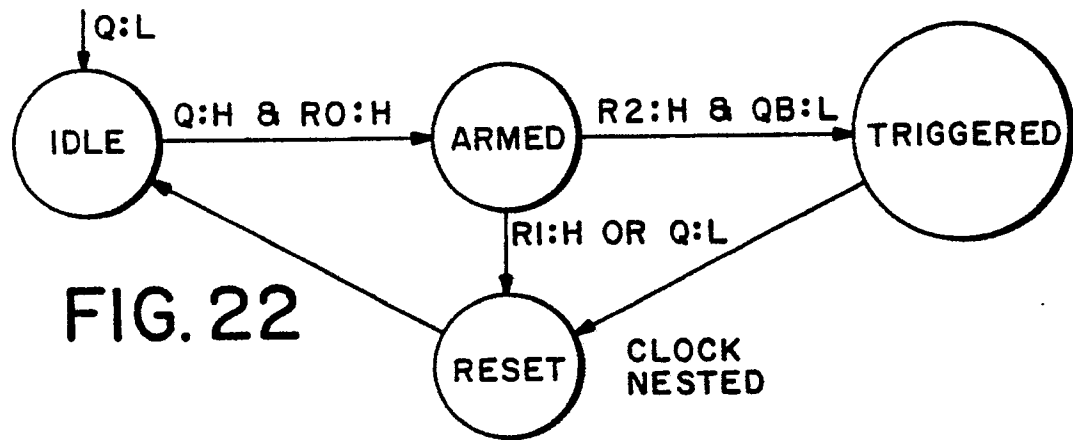 Q:L
IDLE
Q:H & R0:H
ARMED
R2:H & QB:L
TRIGGERED
R1:H OR Q:L
FIG. 22
RESET
CLOCK
NESTED